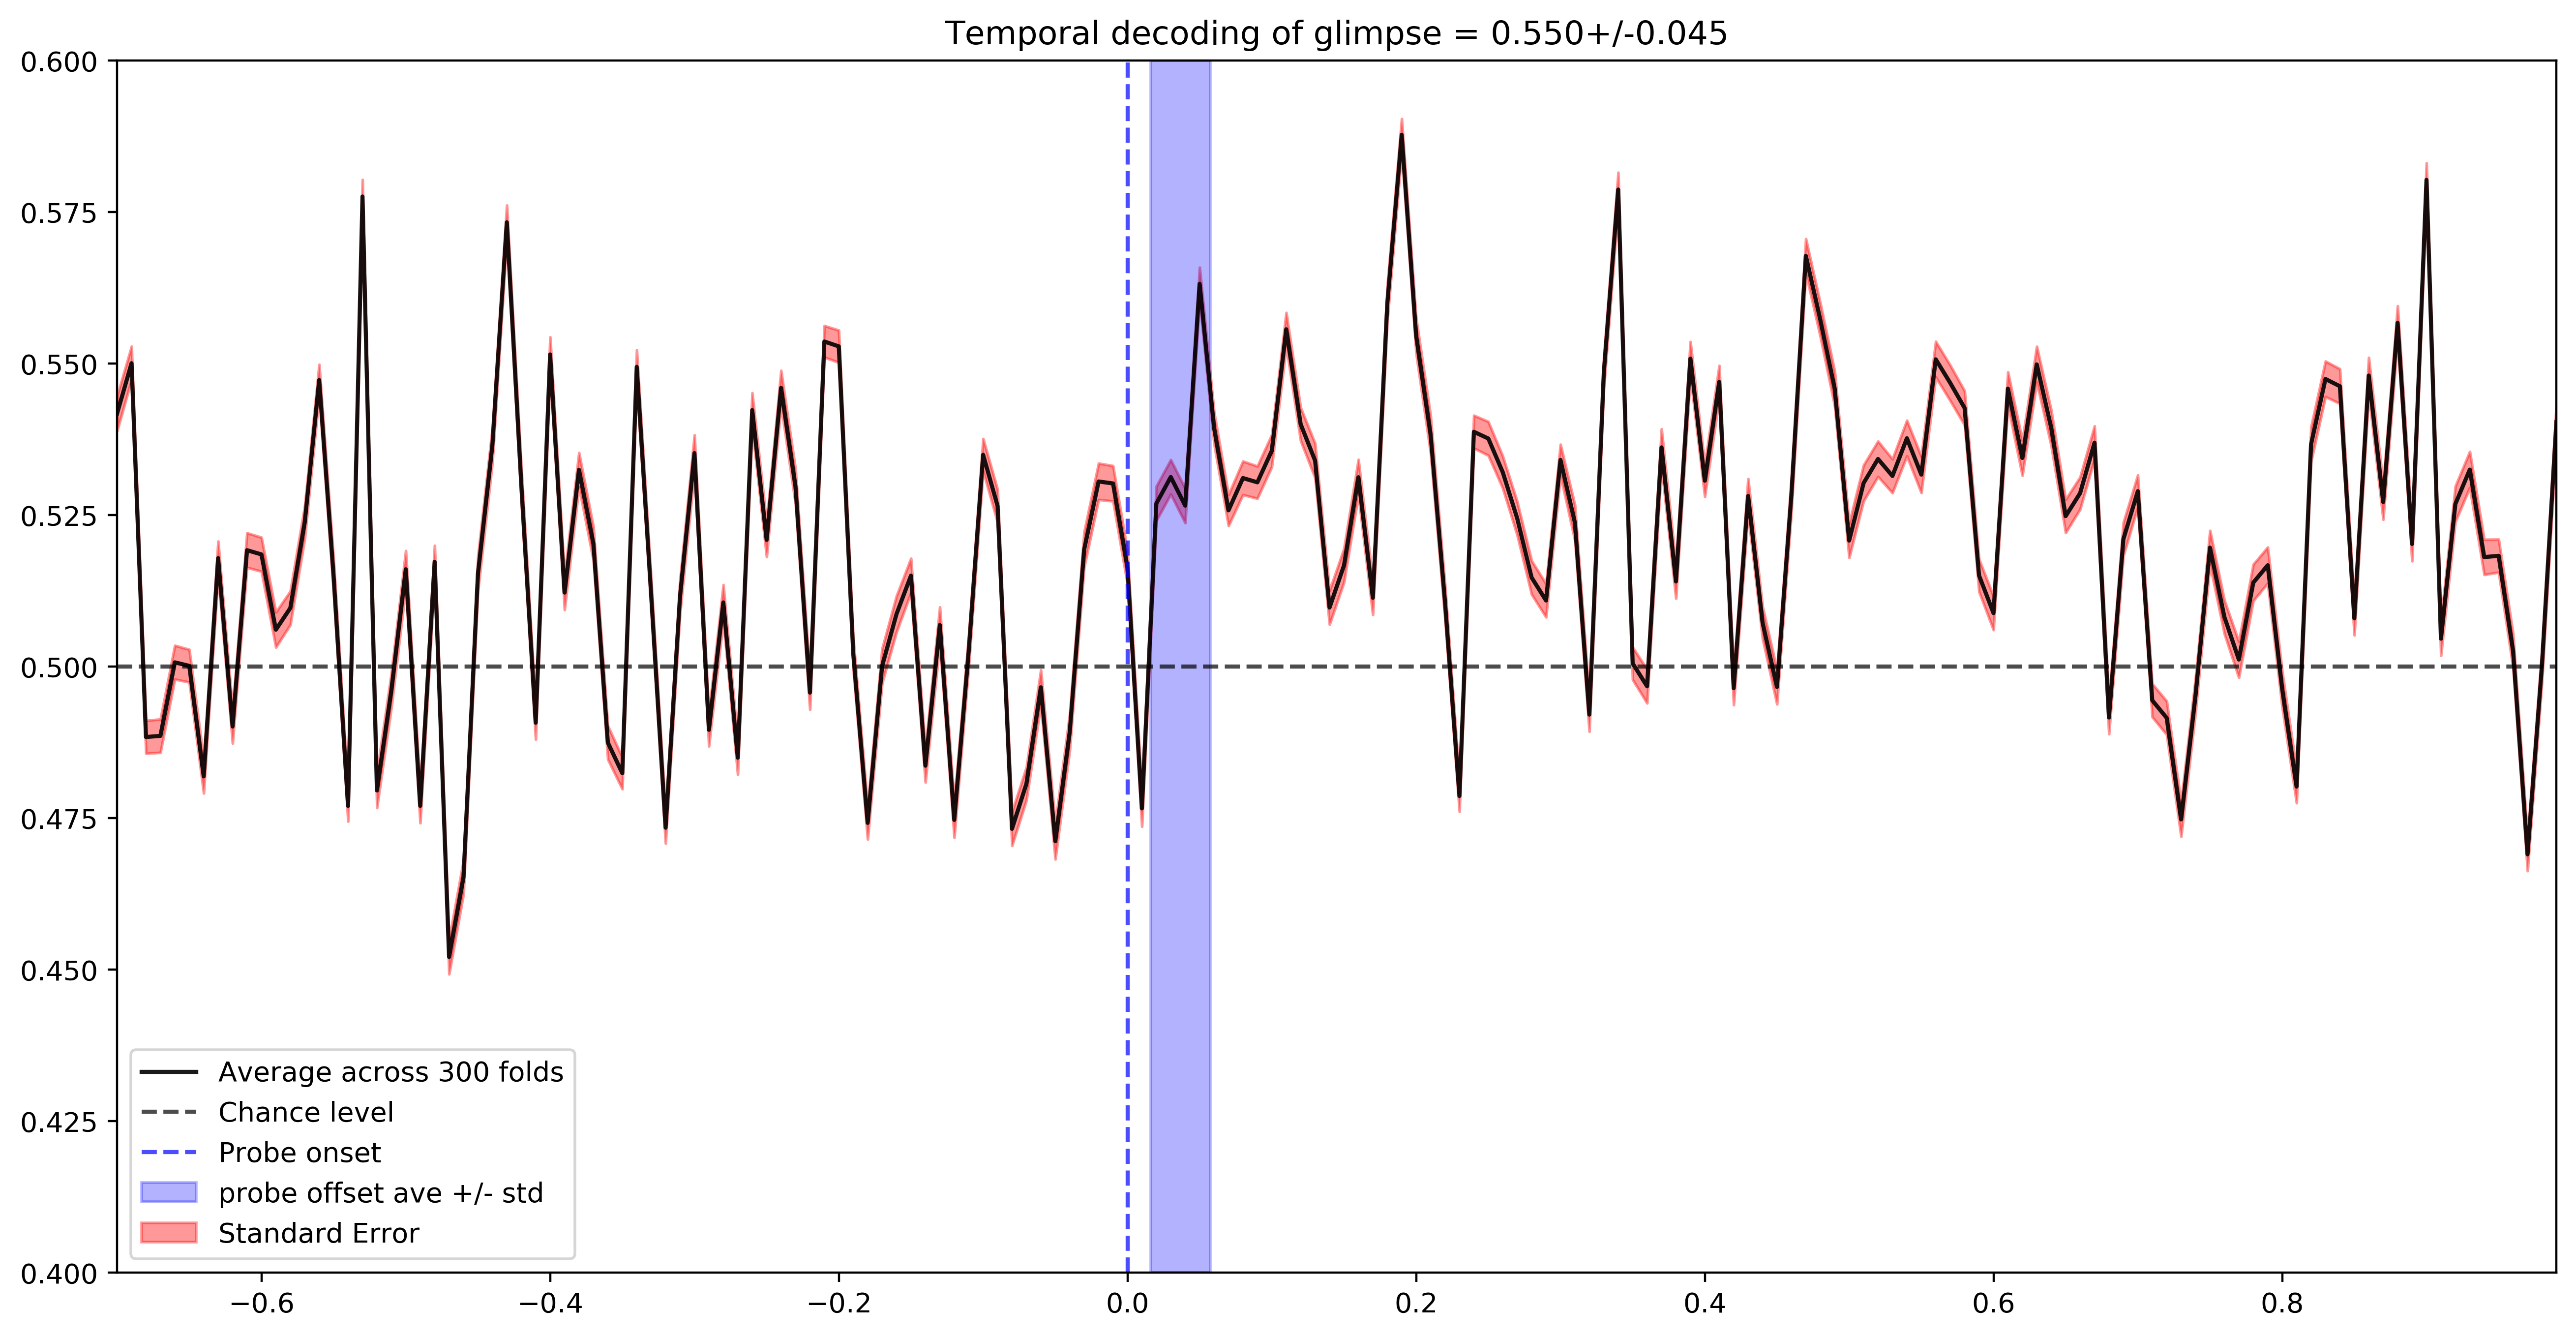 Temporal decoding of glimpse = 0.550+/-0.045
0.600
0.575
0.550
0.525
0.500
0.475
0.450
0.425
0.400
Average across 300 folds
Chance level
Probe onset
probe offset ave +/- std
Standard Error
−0.6 −0.4 −0.2 0.0 0.2 0.4 0.6 0.8